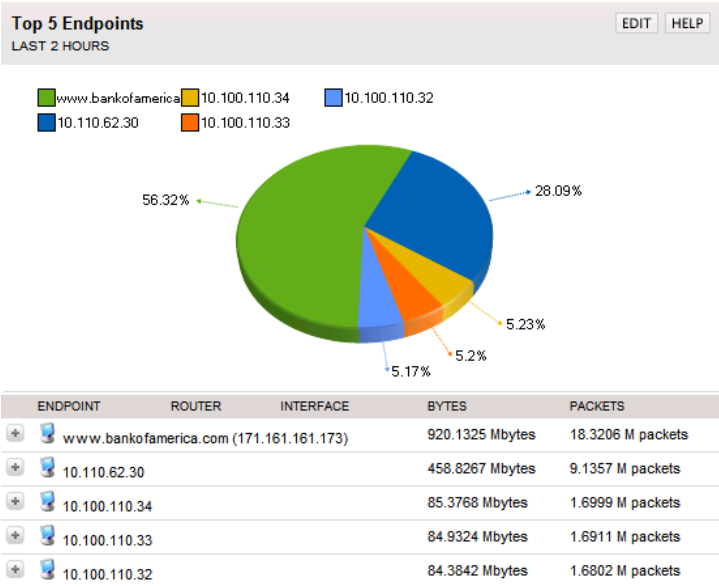 Top 5 Endpoints
EDIT HELP
LAST 2 HOURS
www.bankofamerica 10.100.110.34 10.100.110.32
10.110.62.30 10.100.110.33
56.32%
28.09%
5.23%
5.2%
5.17%
ENDPOINT ROUTER INTERFACE BYTES PACKETS
www.bankofamerica.com (171.161.161.173) 920.1325 Mbytes 18.3206 M packets
10.110.62.30 458.8267 Mbytes 9.1357 M packets
10.100.110.34 85.3768 Mbytes 1.6999 M packets
10.100.110.33 84.9324 Mbytes 1.6911 M packets
10.100.110.32 84.3842 Mbytes 1.6802 M packets